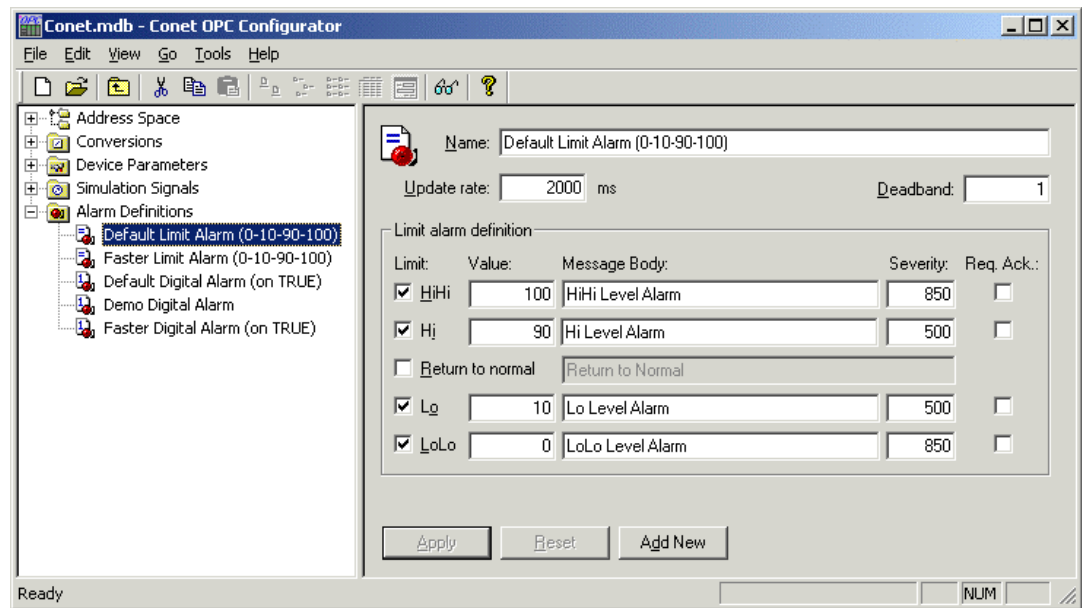 Conet.mdb - Conet OPC Configurator
File Edit View Go Tools Help
Address Space
Conversions
Device Parameters
Simulation Signals
Alarm Definitions
Default Limit Alarm (0-10-90-100)
Faster Limit Alarm (0-10-90-100)
Default Digital Alarm (on TRUE)
Demo Digital Alarm
Faster Digital Alarm (on TRUE)
Name: Default Limit Alarm (0-10-90-100)
Update rate: 2000 ms Deadband: 1
Limit alarm definition
Limit: Value: Message Body: Severity: Req. Ack.:
HiHi 100 HiHi Level Alarm 850
Hi 90 Hi Level Alarm 500
Return to normal Return to Normal
Lo 10 Lo Level Alarm 500
LoLo 0 LoLo Level Alarm 850
Apply Reset Add New
Ready NUM